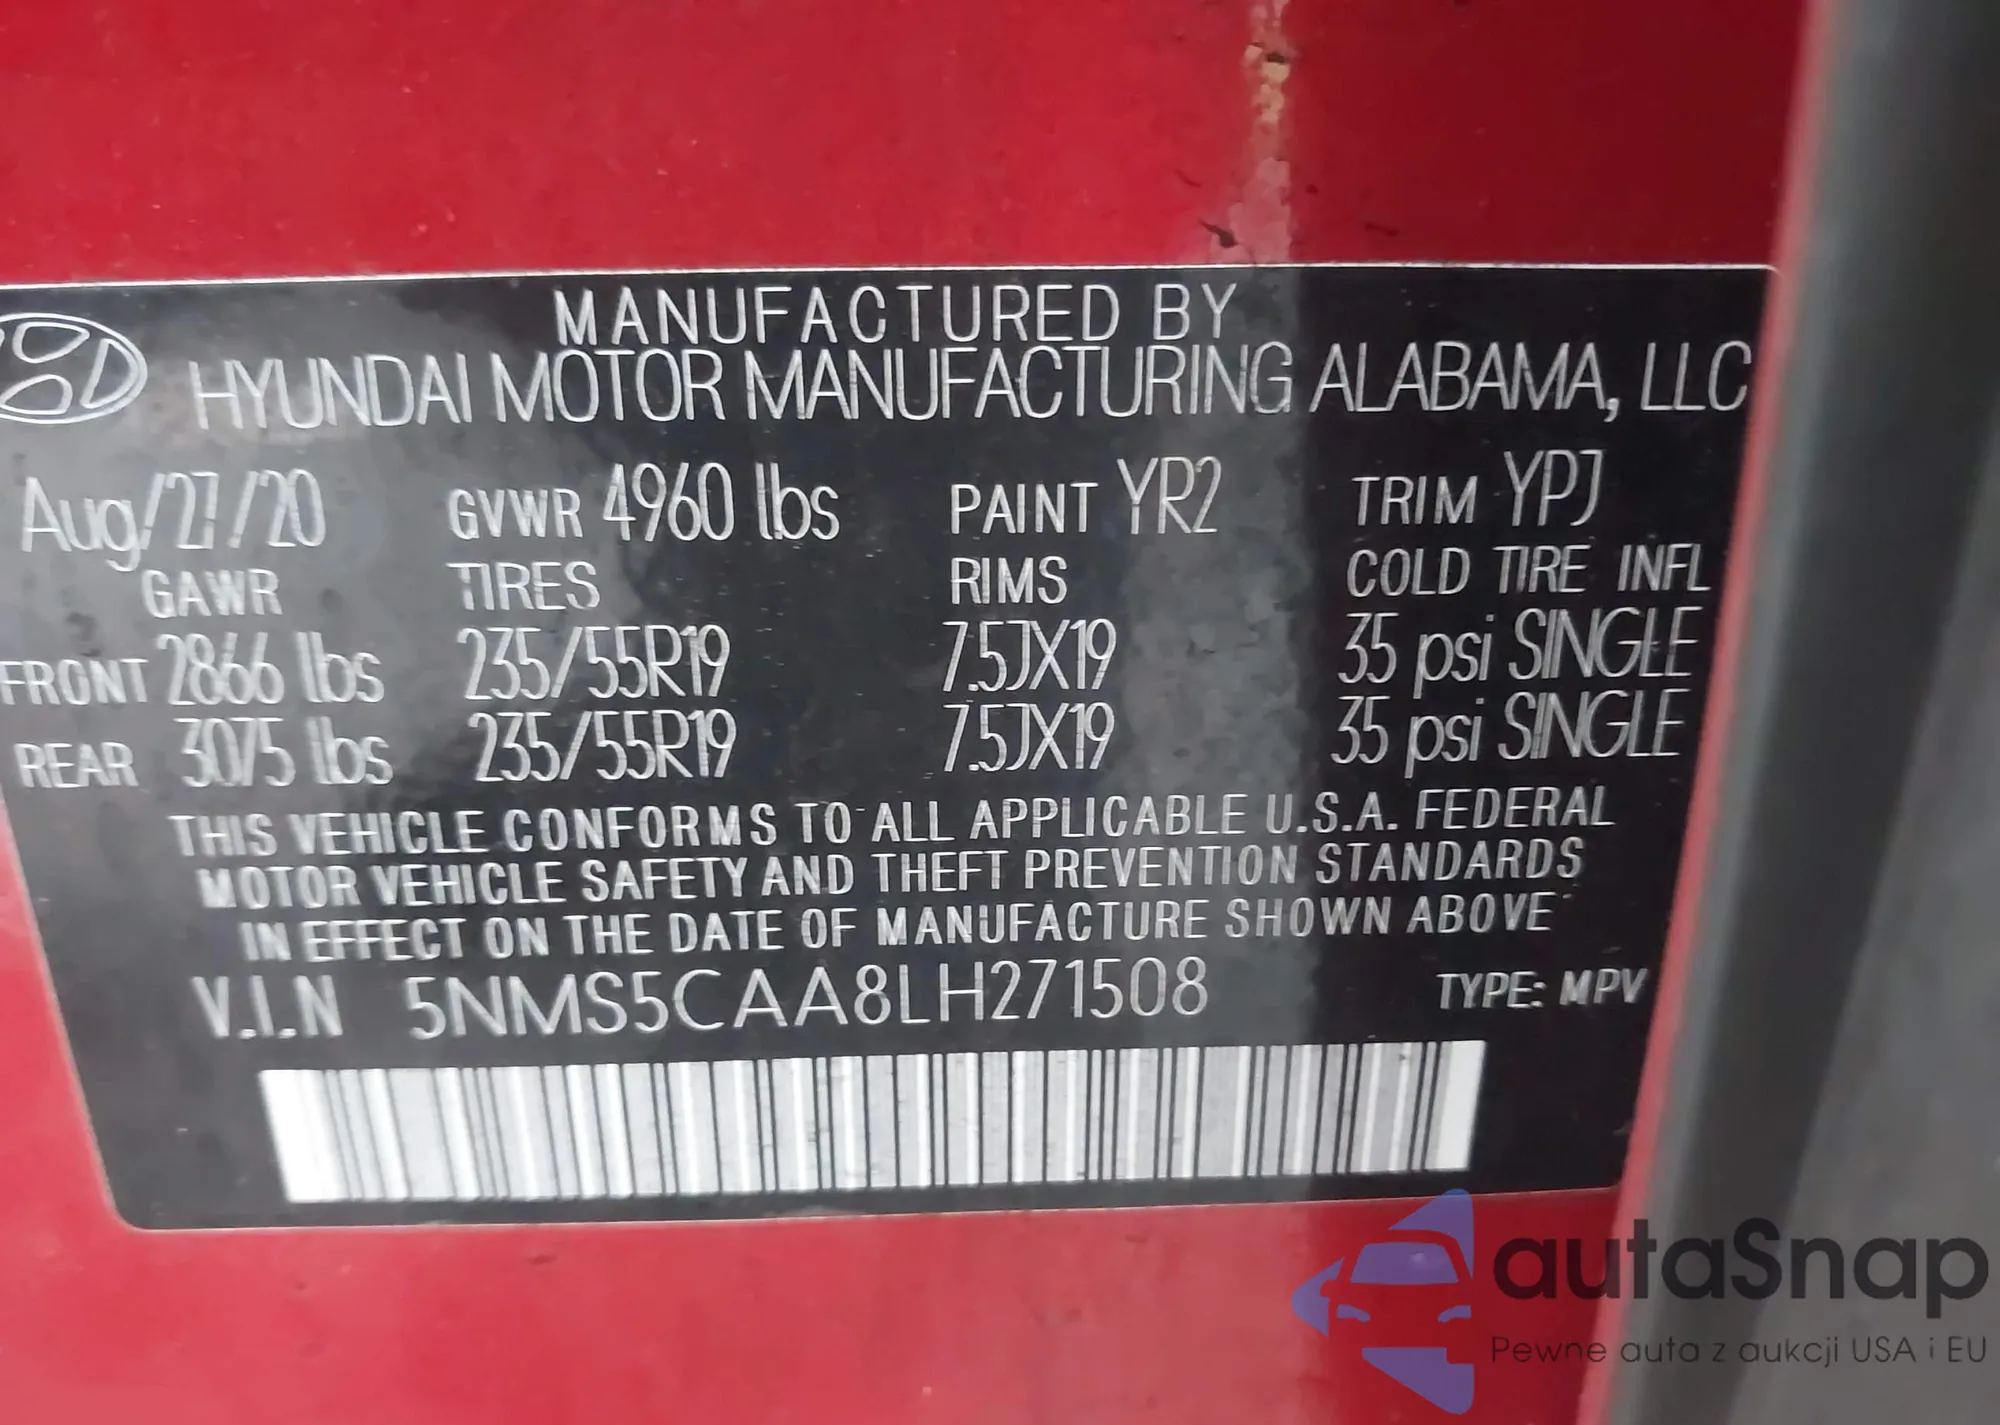 MANUFACTURED BY
HYUNDAI MOTOR MANUFACTURING ALABAMA, LLC
Aug/27/20 GVWR 4960 lbs PAINT YR2 TRIM YPJ
GAWR TIRES RIMS COLD TIRE INFL
FRONT 2866 lbs 235/55R19 7.5JX19 35 psi SINGLE
REAR 3075 lbs 235/55R19 7.5JX19 35 psi SINGLE
THIS VEHICLE CONFORMS TO ALL APPLICABLE U.S.A. FEDERAL
MOTOR VEHICLE SAFETY AND THEFT PREVENTION STANDARDS
IN EFFECT ON THE DATE OF MANUFACTURE SHOWN ABOVE
V.I.N 5NMS5CAA8LH271508 TYPE: MPV
autaSnap
Pewne auta z aukcji USA i EU